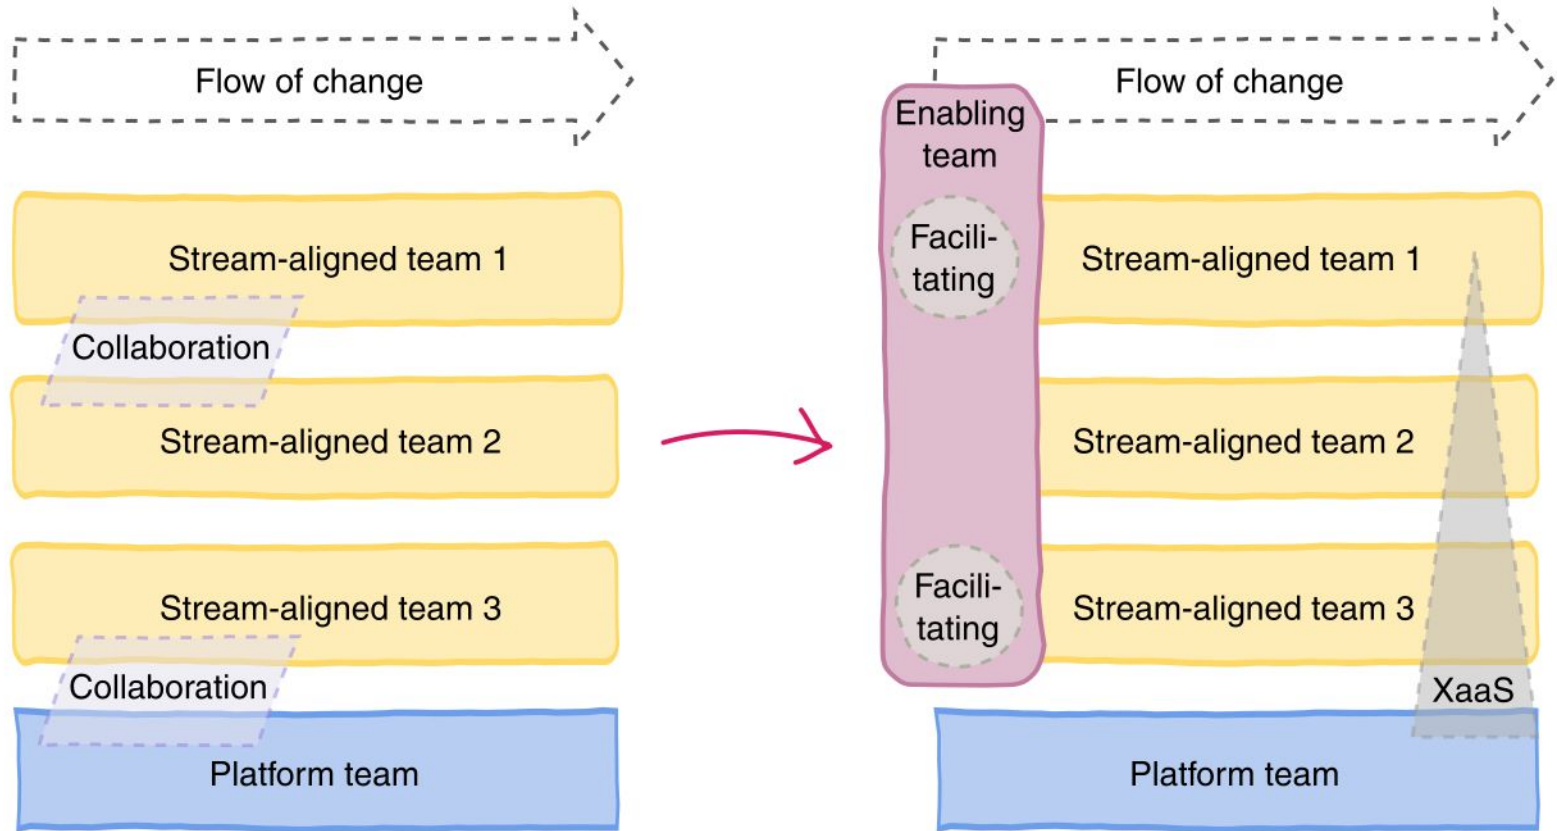 Flow of change
Stream-aligned team 1
Collaboration
Stream-aligned team 2
Stream-aligned team 3
Collaboration
Platform team
Flow of change
Enabling
team
Facili-
tating
Stream-aligned team 1
Stream-aligned team 2
Facili-
tating
Stream-aligned team 3
XaaS
Platform team